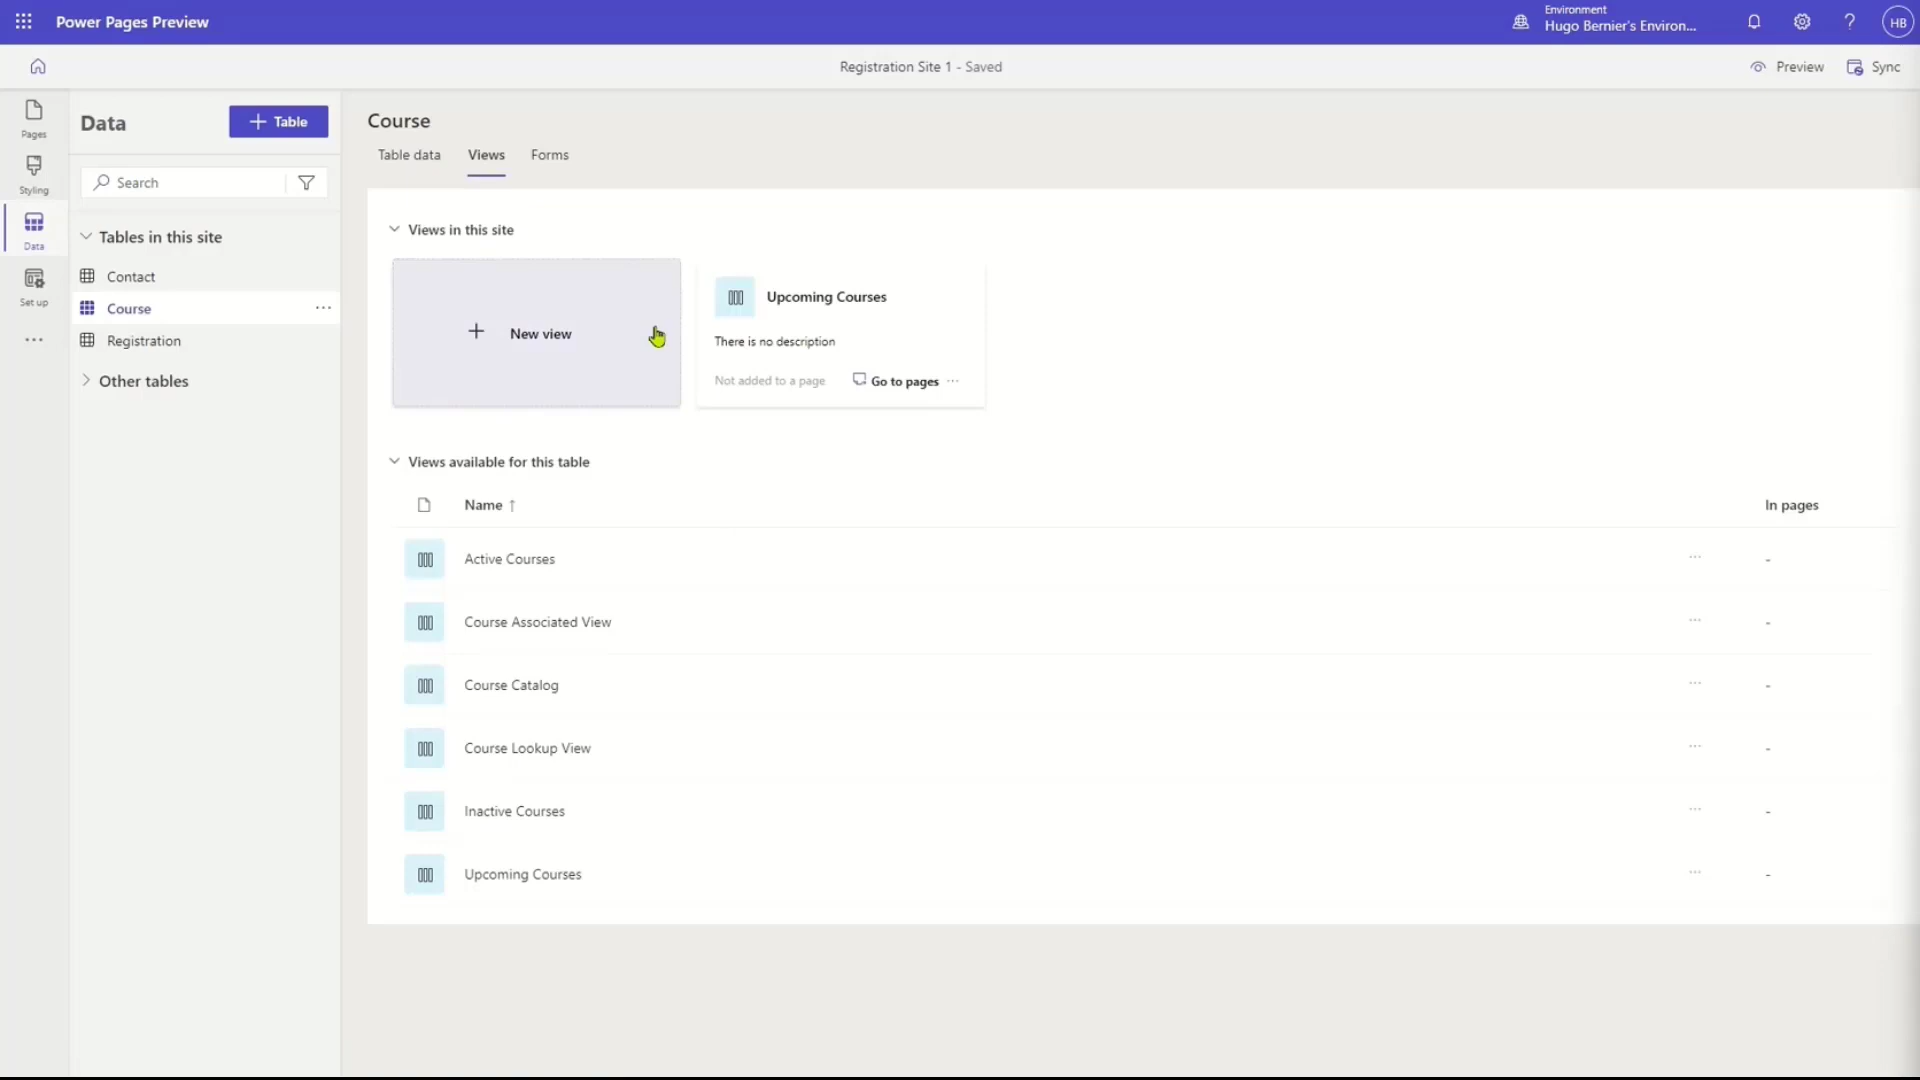 Power Pages Preview
Environment
Hugo Bernier's Environ...
?
HB
Registration Site 1 - Saved
Preview
Sync
Pages
Styling
Data
Set up
Data
+ Table
Search
Tables in this site
Contact
Course
Registration
Other tables
Course
Table data
Views
Forms
Views in this site
+ New view
Upcoming Courses
There is no description
Not added to a page
Go to pages
Views available for this table
Name ↑
In pages
Active Courses
-
Course Associated View
-
Course Catalog
-
Course Lookup View
-
Inactive Courses
-
Upcoming Courses
-